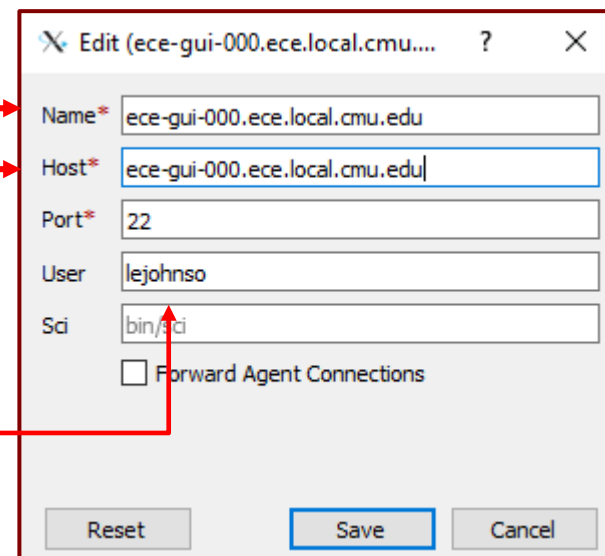 Edit (ece-gui-000.ece.local.cmu.... ?
Name* ece-gui-000.ece.local.cmu.edu
Host* ece-gui-000.ece.local.cmu.edu
Port* 22
User lejohnso
Sci bin/sci
Forward Agent Connections
Reset Save Cancel